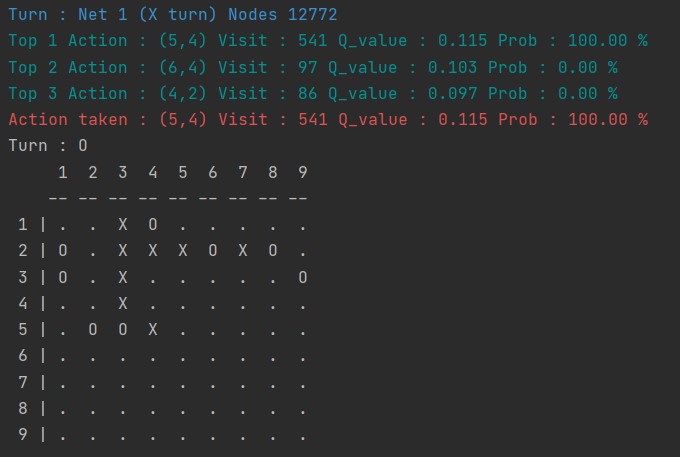 Turn : Net 1 (X turn) Nodes 12772
Top 1 Action : (5,4) Visit : 541 Q_value : 0.115 Prob : 100.00 %
Top 2 Action : (6,4) Visit : 97 Q_value : 0.103 Prob : 0.00 %
Top 3 Action : (4,2) Visit : 86 Q_value : 0.097 Prob : 0.00 %
Action taken : (5,4) Visit : 541 Q_value : 0.115 Prob : 100.00 %
Turn : O
1 2 3 4 5 6 7 8 9
-- -- -- -- -- -- -- -- --
1 | . . X O . . . . .
2 | O . X X X O X O .
3 | O . X . . . . . O
4 | . . X . . . . . .
5 | . O O X . . . . .
6 | . . . . . . . . .
7 | . . . . . . . . .
8 | . . . . . . . . .
9 | . . . . . . . . .